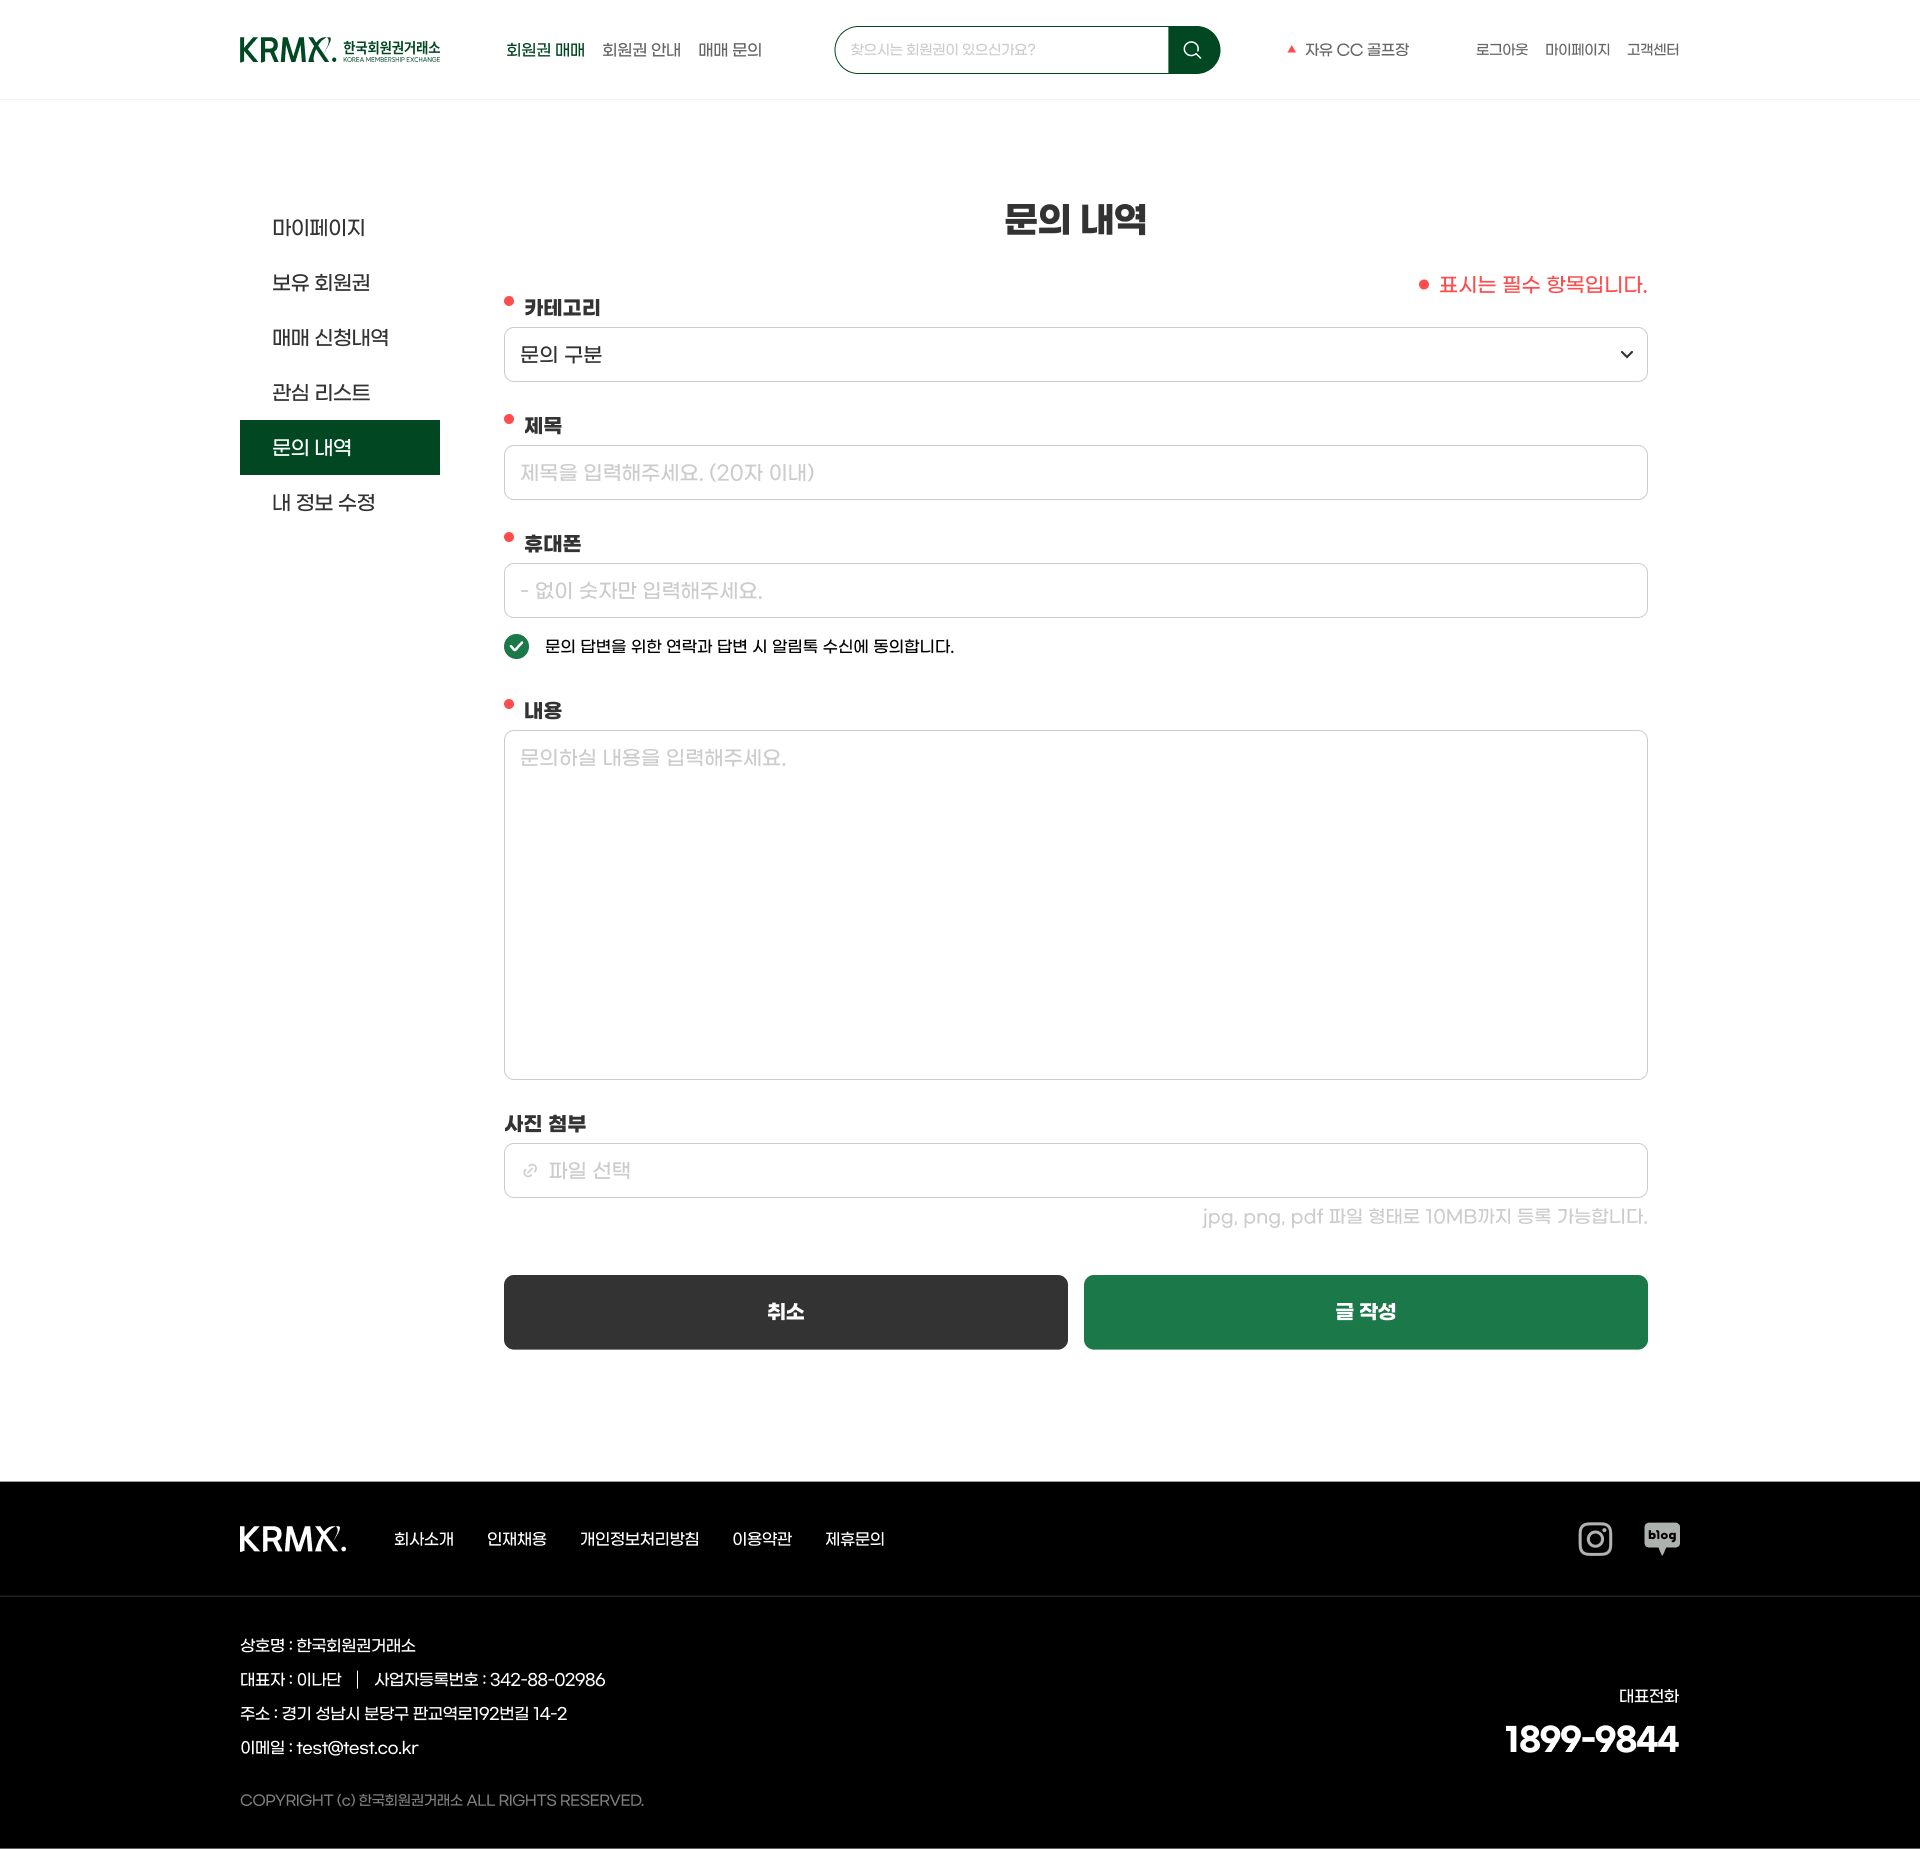 KRMX. 한국회원권거래소
KOREA MEMBERSHIP EXCHANGE
회원권 매매 회원권 안내 매매 문의
찾으시는 회원권이 있으신가요?
자유 CC 골프장
로그아웃 마이페이지 고객센터
마이페이지
보유 회원권
매매 신청내역
관심 리스트
문의 내역
내 정보 수정
문의 내역
표시는 필수 항목입니다.
카테고리
문의 구분
제목
제목을 입력해주세요. (20자 이내)
휴대폰
- 없이 숫자만 입력해주세요.
문의 답변을 위한 연락과 답변 시 알림톡 수신에 동의합니다.
내용
문의하실 내용을 입력해주세요.
사진 첨부
파일 선택
jpg, png, pdf 파일 형태로 10MB까지 등록 가능합니다.
취소
글 작성
KRMX. 회사소개 인재채용 개인정보처리방침 이용약관 제휴문의
blog
상호명 : 한국회원권거래소
대표자 : 이나단 | 사업자등록번호 : 342-88-02986
주소 : 경기 성남시 분당구 판교역로192번길 14-2
이메일 : test@test.co.kr
대표전화
1899-9844
COPYRIGHT (c) 한국회원권거래소 ALL RIGHTS RESERVED.